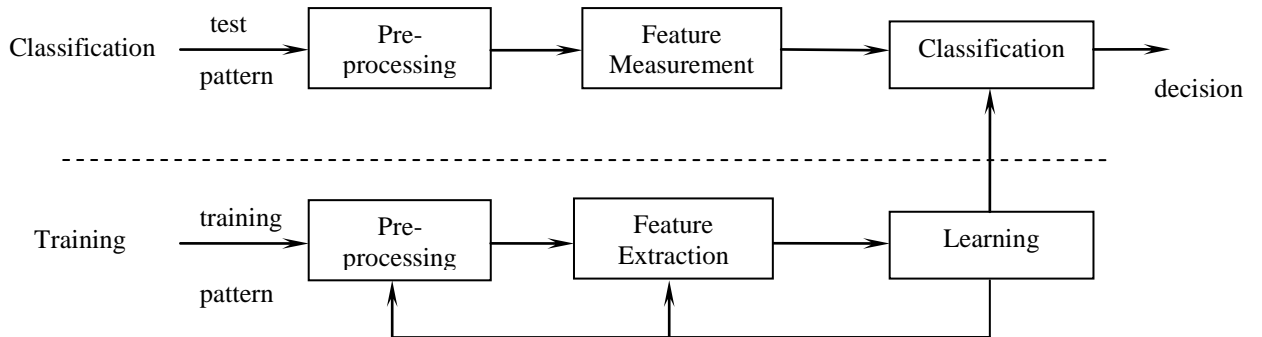 Classification
test
pattern
Pre-
processing
Feature
Measurement
Classification
decision
Training
training
pattern
Pre-
processing
Feature
Extraction
Learning